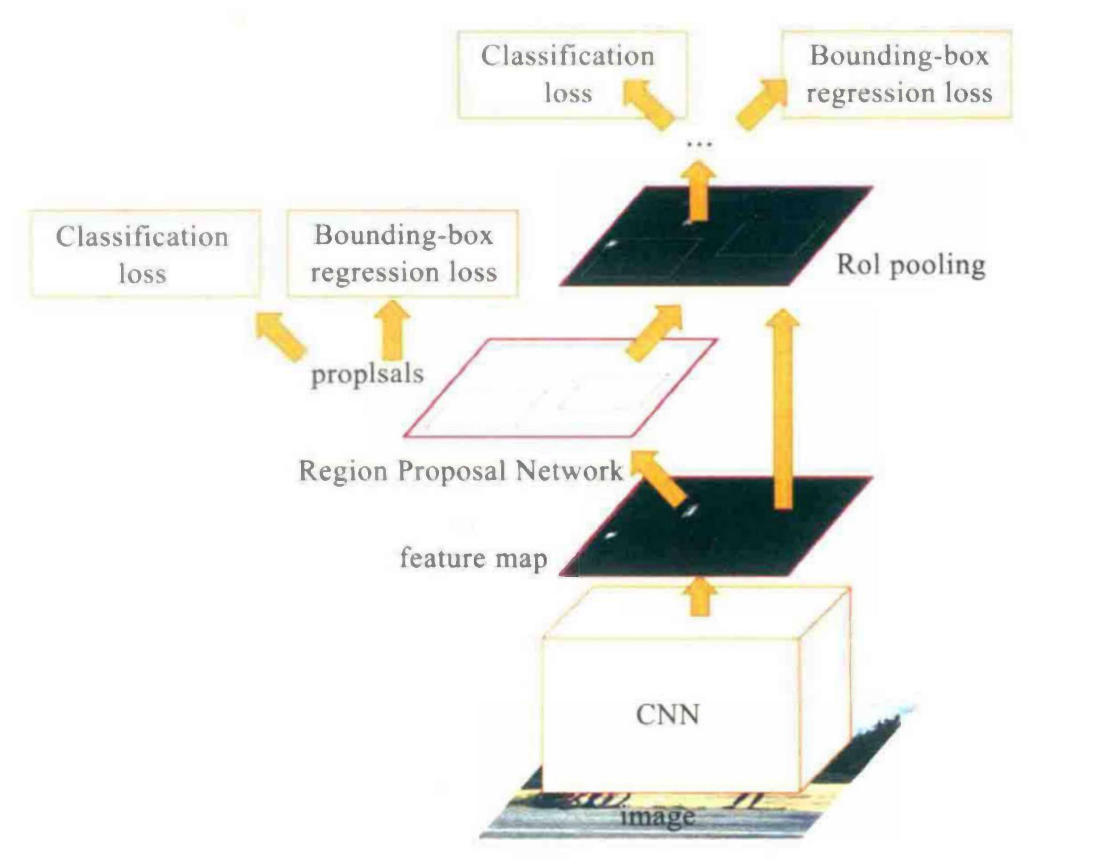 Classification
loss
Bounding-box
regression loss
...
Classification
loss
Bounding-box
regression loss
RoI pooling
proplsals
Region Proposal Network
feature map
CNN
image